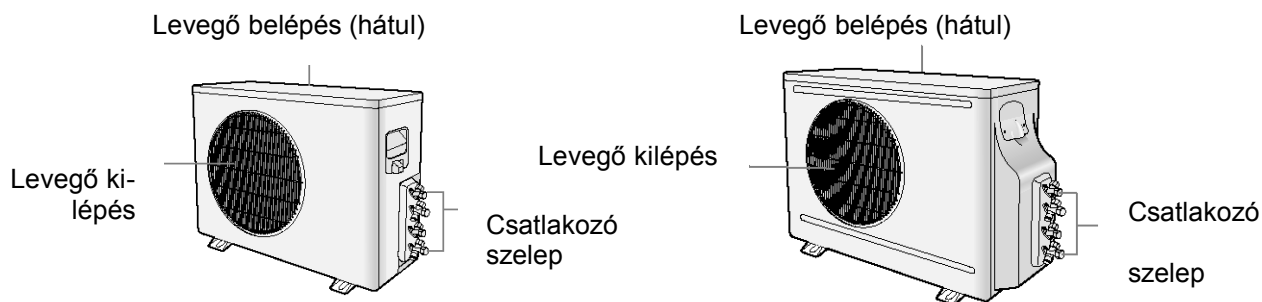 Levegő belépés (hátul)
Levegő ki-
lépés
Csatlakozó
szelep
Levegő belépés (hátul)
Levegő kilépés
Csatlakozó
szelep